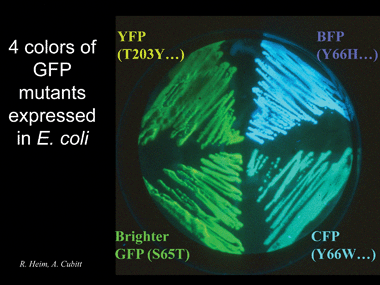 4 colors of
GFP
mutants
expressed
in E. coli
YFP
(T203Y...)
BFP
(Y66H...)
Brighter
GFP (S65T)
CFP
(Y66W...)
R. Heim, A. Cubitt